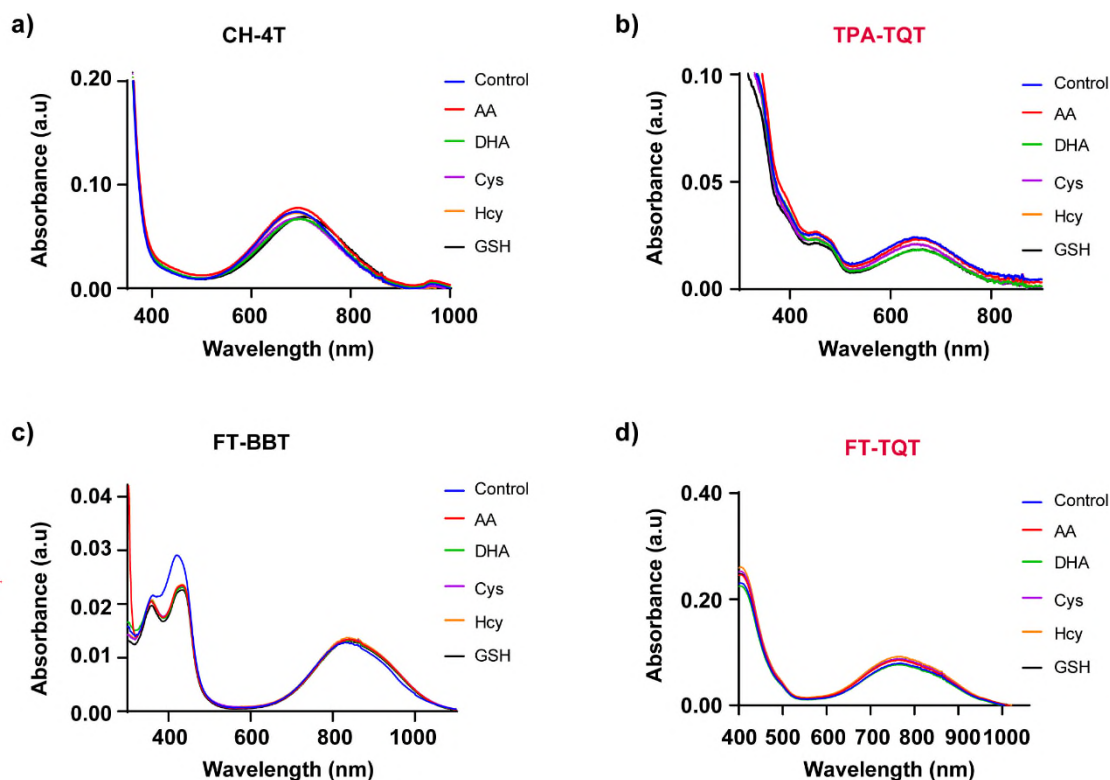 a)
CH-4T
Absorbance (a.u)
0.20
0.10
0.00
400
600
800
1000
Wavelength (nm)
Control
AA
DHA
Cys
Hcy
GSH
b)
TPA-TQT
Absorbance (a.u)
0.10
0.05
0.00
400
600
800
Wavelength (nm)
Control
AA
DHA
Cys
Hcy
GSH
c)
FT-BBT
Absorbance (a.u)
0.04
0.03
0.02
0.01
0.00
400
600
800
1000
Wavelength (nm)
Control
AA
DHA
Cys
Hcy
GSH
d)
FT-TQT
Absorbance (a.u)
0.40
0.20
0.00
400 500 600 700 800 900 1000
Wavelength (nm)
Control
AA
DHA
Cys
Hcy
GSH